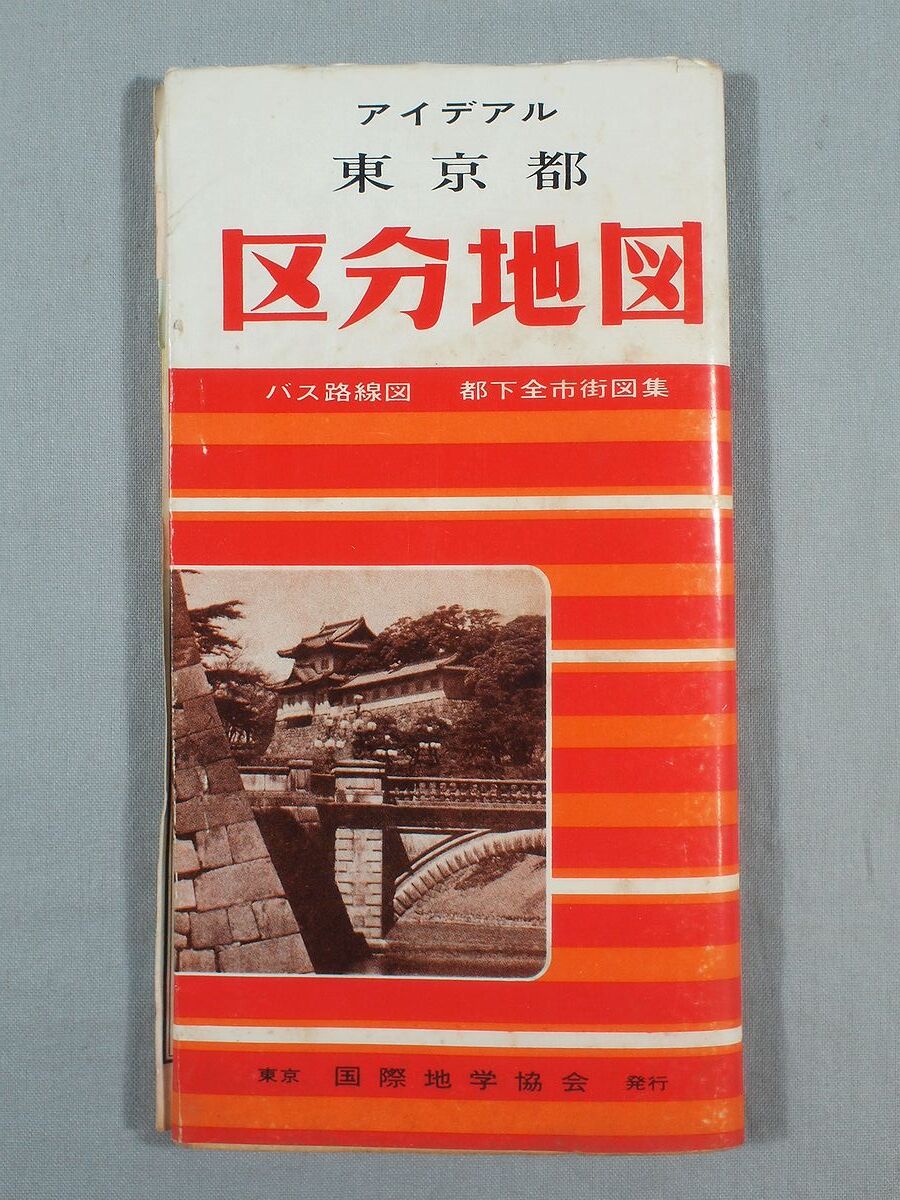 アイデアル
東京都
区分地図
バス路線図 都下全市街図集
東京 国際地学協会 発行